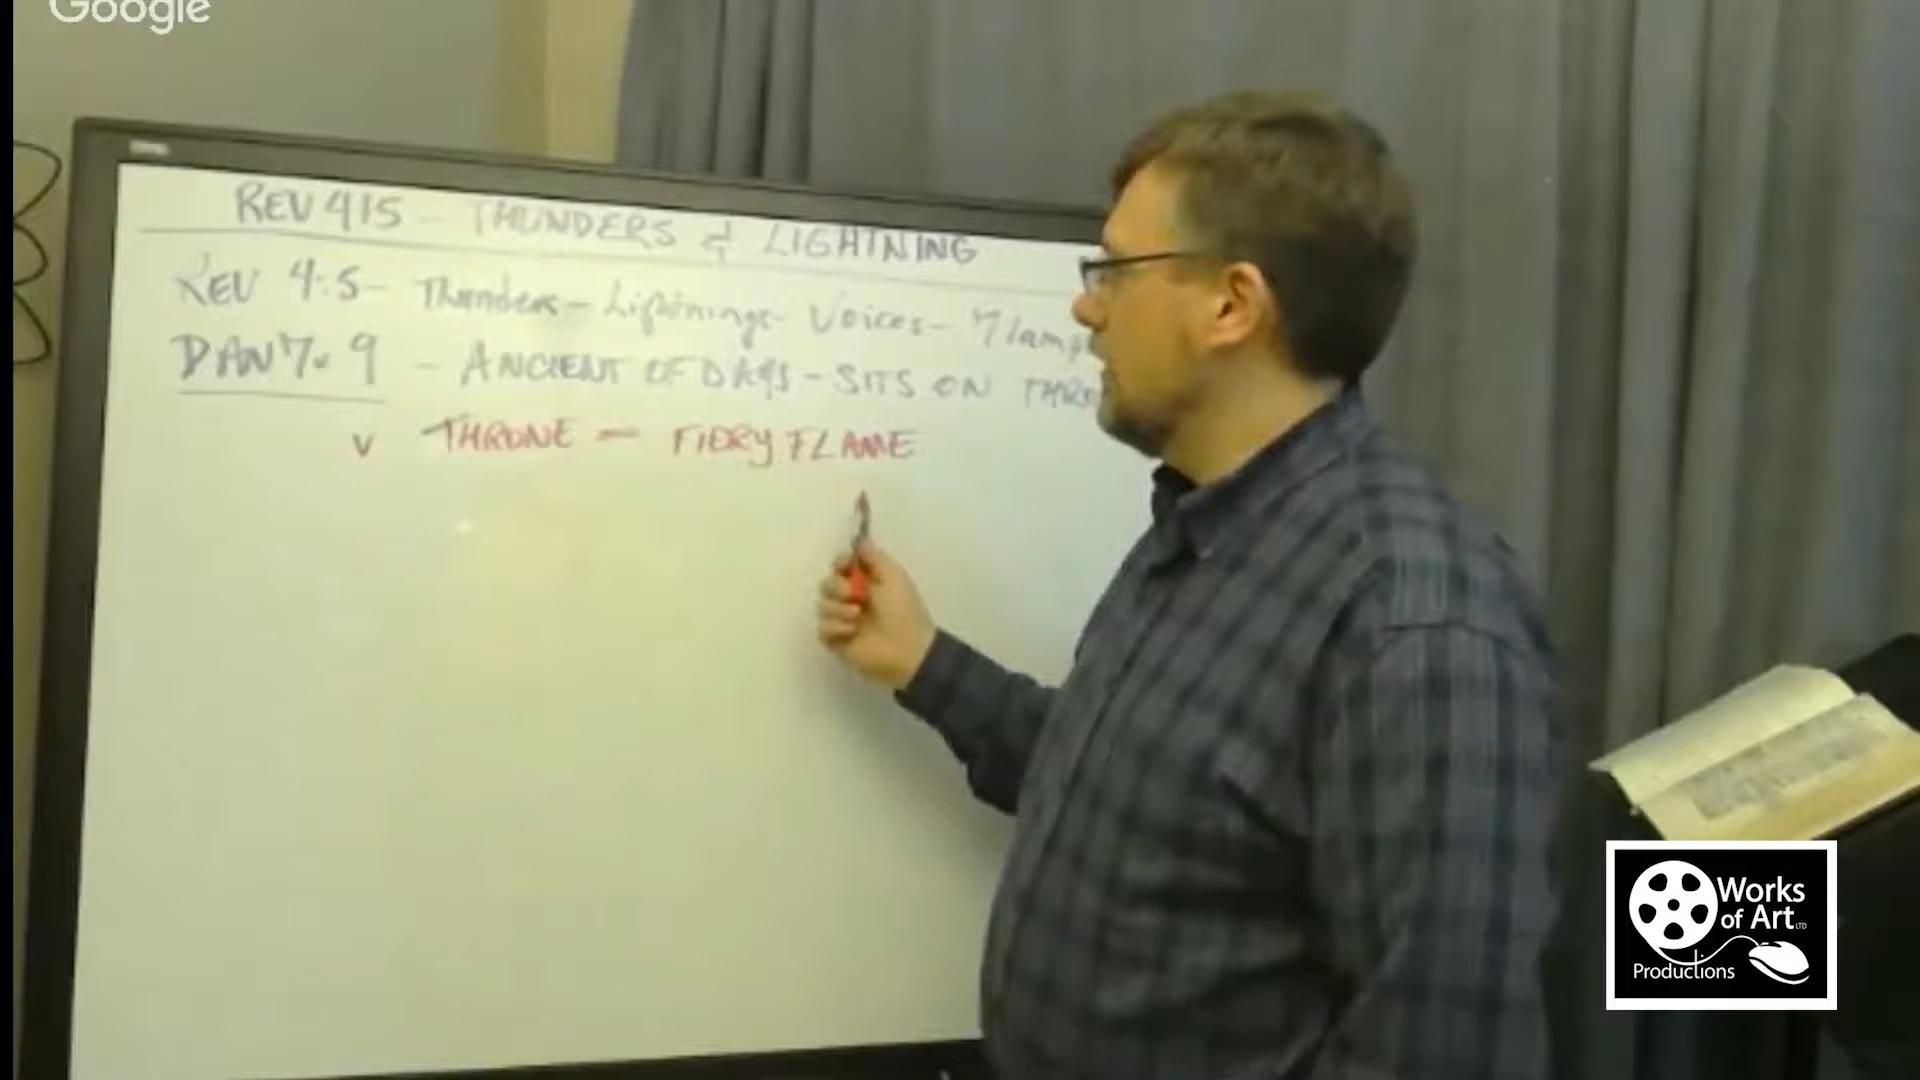 Google
REV 4:5 - THUNDERS & LIGHTNING
REV 4:5 - Thunders - Lightnings - Voices - 7 lamp
DAN 7:9 - ANCIENT OF DAYS - SITS ON
v THRONE - FIERY FLAME
Works
of Art LTD
Productions